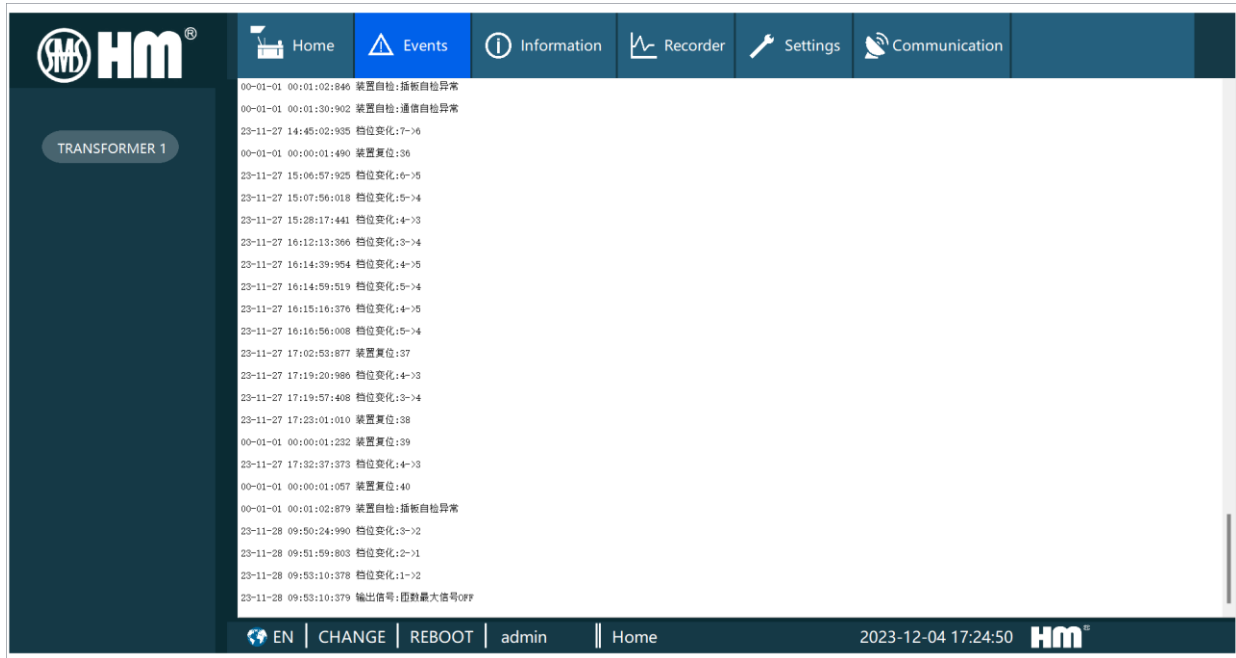 SMS HM®
Home Events Information Recorder Settings Communication
TRANSFORMER 1
00-01-01 00:01:02:846 装置自检:插板自检异常
00-01-01 00:01:30:902 装置自检:通信自检异常
23-11-27 14:45:02:935 档位变化:7->6
00-01-01 00:00:01:490 装置复位:36
23-11-27 15:06:57:925 档位变化:6->5
23-11-27 15:07:56:018 档位变化:5->4
23-11-27 15:28:17:441 档位变化:4->3
23-11-27 16:12:13:366 档位变化:3->4
23-11-27 16:14:39:954 档位变化:4->5
23-11-27 16:14:59:519 档位变化:5->4
23-11-27 16:15:16:376 档位变化:4->5
23-11-27 16:16:56:008 档位变化:5->4
23-11-27 17:02:53:877 装置复位:37
23-11-27 17:19:20:986 档位变化:4->3
23-11-27 17:19:57:408 档位变化:3->4
23-11-27 17:23:01:010 装置复位:38
00-01-01 00:00:01:232 装置复位:39
23-11-27 17:32:37:373 档位变化:4->3
00-01-01 00:00:01:057 装置复位:40
00-01-01 00:01:02:879 装置自检:插板自检异常
23-11-28 09:50:24:990 档位变化:3->2
23-11-28 09:51:59:803 档位变化:2->1
23-11-28 09:53:10:378 档位变化:1->2
23-11-28 09:53:10:379 输出信号:匝数最大信号OFF
EN CHANGE REBOOT admin Home 2023-12-04 17:24:50 HM®